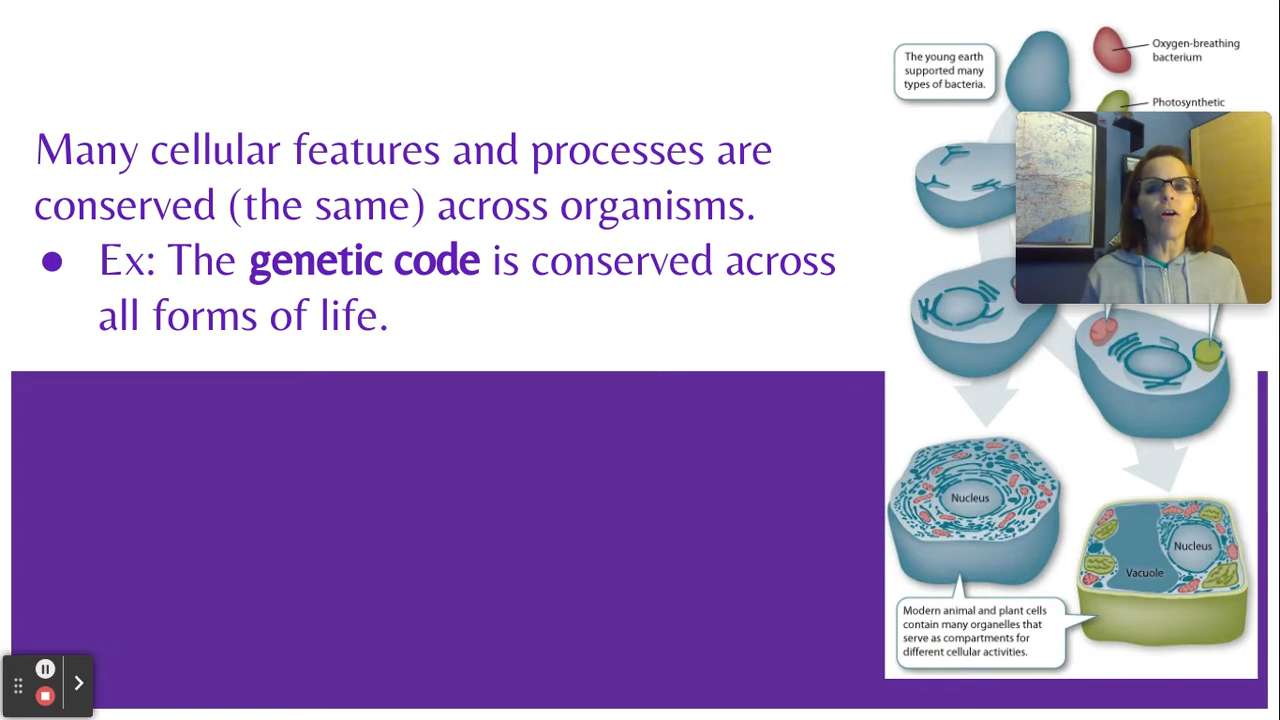 Many cellular features and processes are
conserved (the same) across organisms.
● Ex: The genetic code is conserved across
all forms of life.
The young earth
supported many
types of bacteria.
Oxygen-breathing
bacterium
Photosynthetic
Nucleus
Nucleus
Vacuole
Modern animal and plant cells
contain many organelles that
serve as compartments for
different cellular activities.